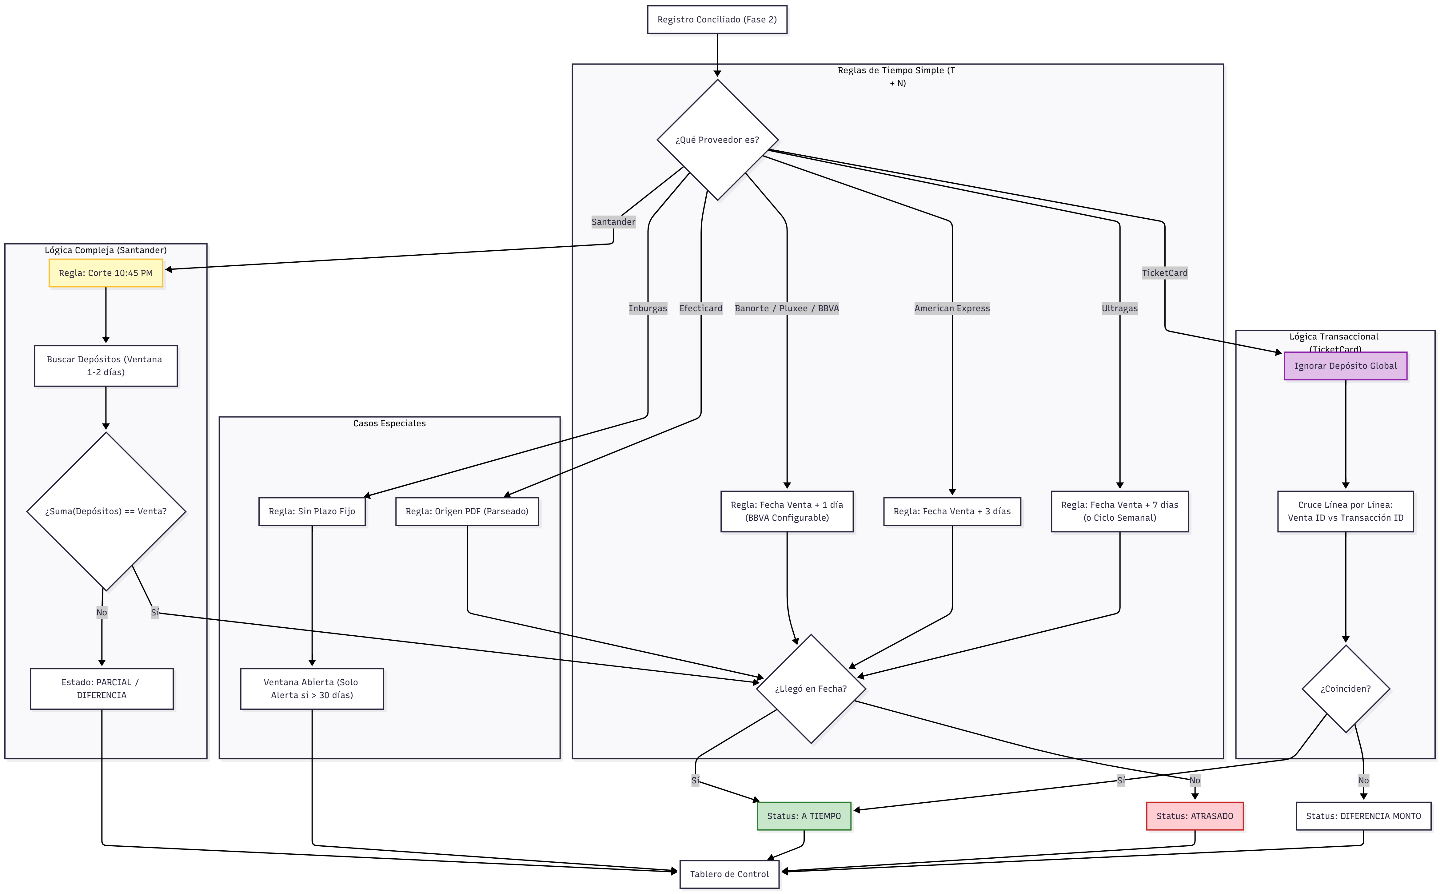 Registro Conciliado (Fase 2)
Reglas de Tiempo Simple (T
+ N)
¿Qué Proveedor es?
Santander
Lógica Compleja (Santander)
Regla: Corte 10:45 PM
TicketCard
Inburgas
Efecticard
Banorte / Pluxee / BBVA
American Express
Ultragas
Lógica Transaccional
(TicketCard)
Ignorar Depósito Global
Buscar Depósitos (Ventana
1-2 días)
Casos Especiales
¿Suma(Depósitos) == Venta?
Regla: Sin Plazo Fijo
Regla: Origen PDF (Parseado)
Regla: Fecha Venta + 1 día
(BBVA Configurable)
Regla: Fecha Venta + 3 días
Regla: Fecha Venta + 7 días
(o Ciclo Semanal)
Cruce Línea por Línea:
Venta ID vs Transacción ID
No
Sí
Estado: PARCIAL /
DIFERENCIA
Ventana Abierta (Solo
Alerta si > 30 días)
¿Llegó en Fecha?
¿Coinciden?
Sí
Sí
No
No
Status: A TIEMPO
Status: ATRASADO
Status: DIFERENCIA MONTO
Tablero de Control